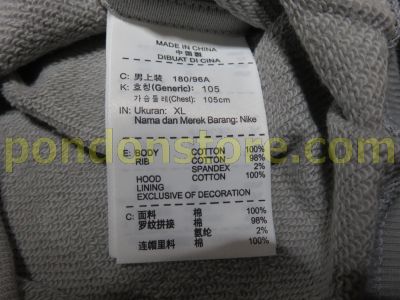 MADE IN CHINA
中国制
DIBUAT DI CINA
C: 男上装 180/96A
K: 호칭(Generic): 105
가슴둘레(Chest): 105cm
IN: Ukuran: XL
Nama dan Merek Barang: Nike
pondonstore.com
E: BODY COTTON 100%
RIB COTTON 98%
SPANDEX 2%
HOOD COTTON 100%
LINING
EXCLUSIVE OF DECORATION
C: 面料 棉 100%
罗纹拼接 棉 98%
氨纶 2%
连帽里料 棉 100%